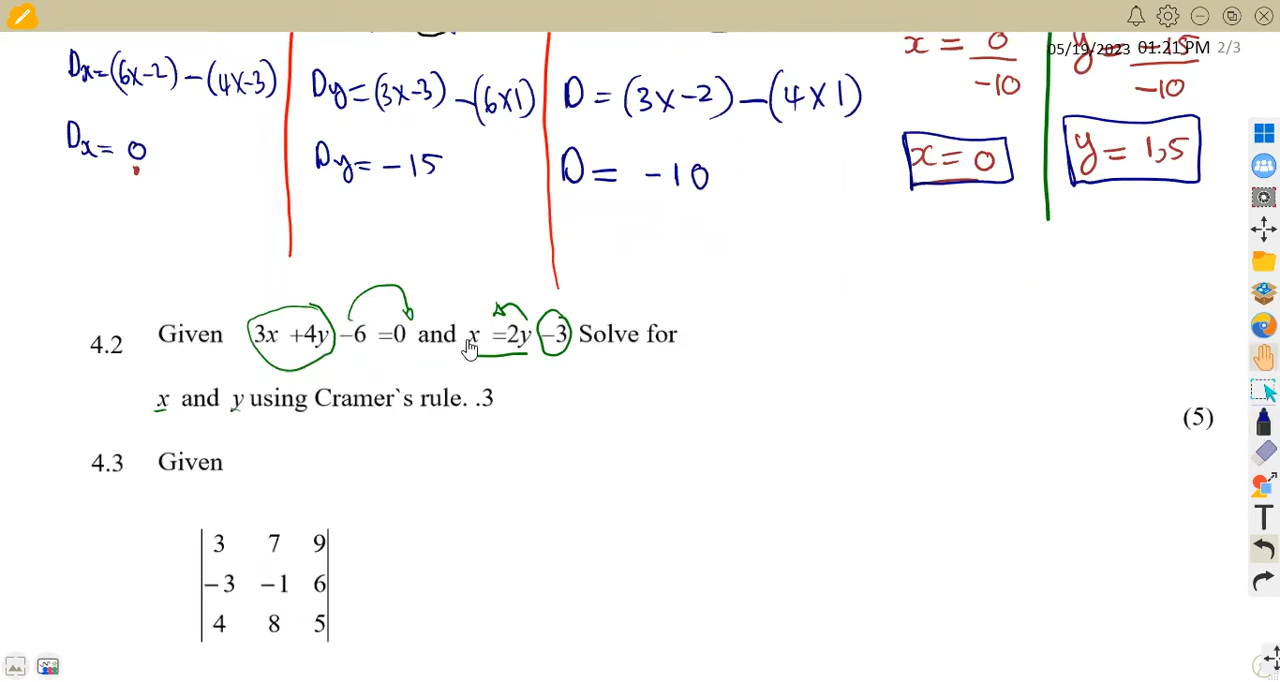 x = 0/-10
y = -15/-10
05/19/2023 01:21 PM 2/3
Dx=(6x-2)-(4x-3)
Dy=(3x-3)-(6x1)
D=(3x-2)-(4x1)
Dx= 0
Dy= -15
D= -10
x=0
y= 1,5
4.2 Given 3x +4y -6 =0 and x =2y -3 Solve for
x and y using Cramer`s rule. .3
(5)
4.3 Given
3 7 9
-3 -1 6
4 8 5
T